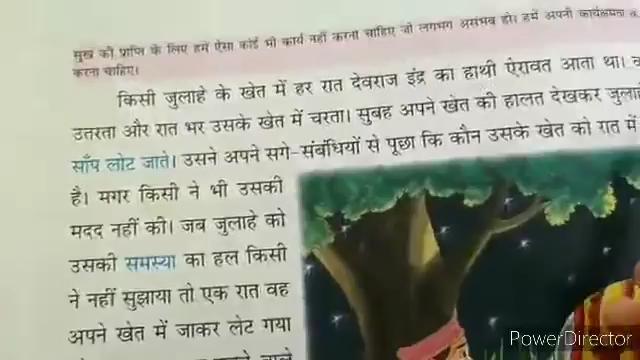 सुख की प्राप्ति के लिए हमें ऐसा कोई भी कार्य नहीं करना चाहिए जो लगभग असंभव हो। हमें अपनी कार्यक्षमता
करना चाहिए।
किसी जुलाहे के खेत में हर रात देवराज इंद्र का हाथी ऐरावत आता था।
उतरता और रात भर उसके खेत में चरता। सुबह अपने खेत की हालत देखकर
साँप लोट जाते। उसने अपने सगे-संबंधियों से पूछा कि कौन उसके खेत को रात में
है। मगर किसी ने भी उसकी
मदद नहीं की। जब जुलाहे को
उसकी समस्या का हल किसी
ने नहीं सुझाया तो एक रात वह
अपने खेत में जाकर लेट गया
PowerDirector